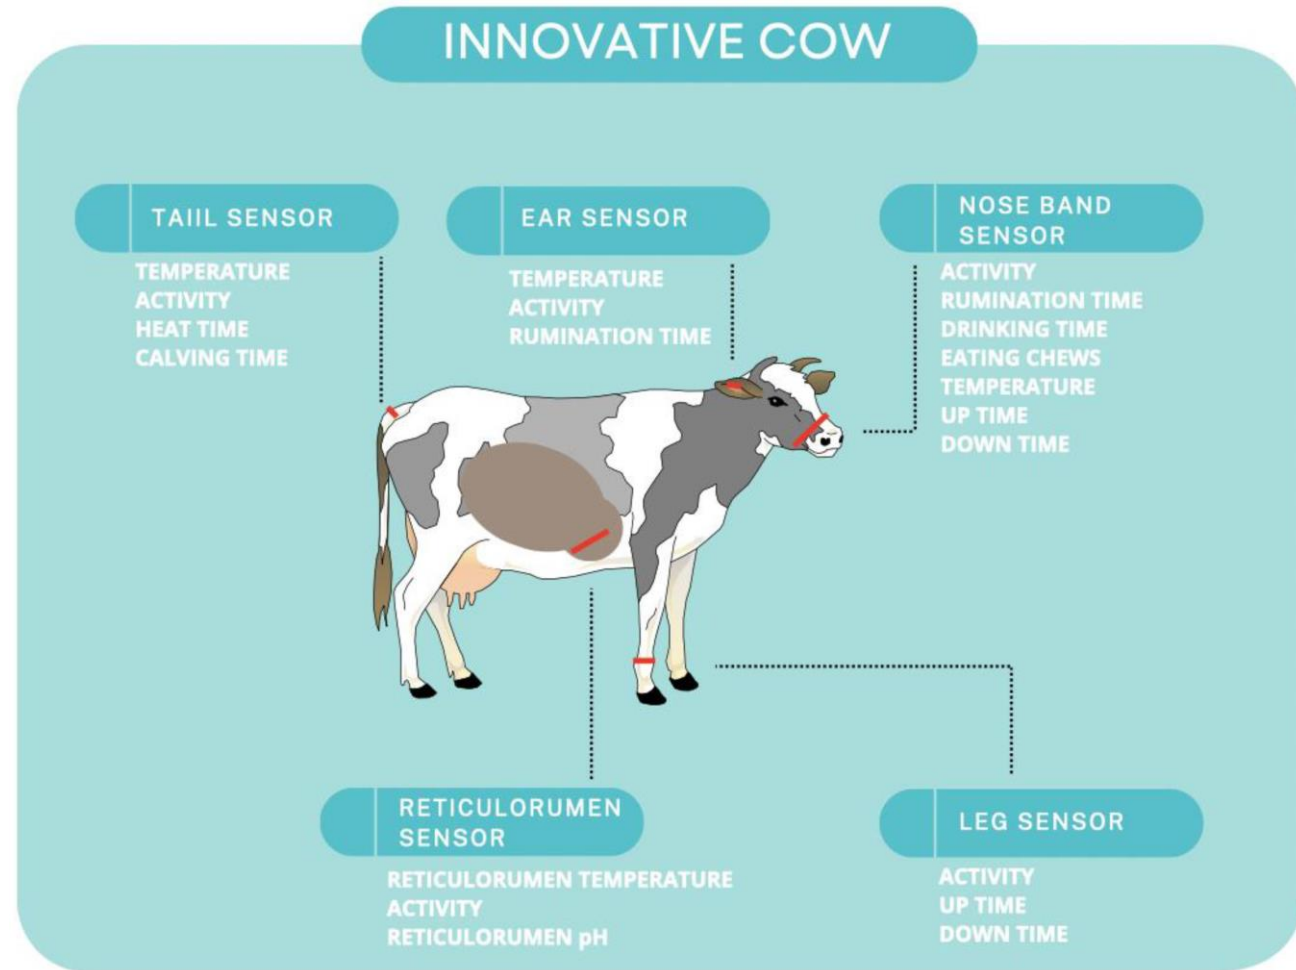 INNOVATIVE COW
TAIIL SENSOR
TEMPERATURE
ACTIVITY
HEAT TIME
CALVING TIME
EAR SENSOR
TEMPERATURE
ACTIVITY
RUMINATION TIME
NOSE BAND
SENSOR
ACTIVITY
RUMINATION TIME
DRINKING TIME
EATING CHEWS
TEMPERATURE
UP TIME
DOWN TIME
RETICULORUMEN
SENSOR
RETICULORUMEN TEMPERATURE
ACTIVITY
RETICULORUMEN pH
LEG SENSOR
ACTIVITY
UP TIME
DOWN TIME